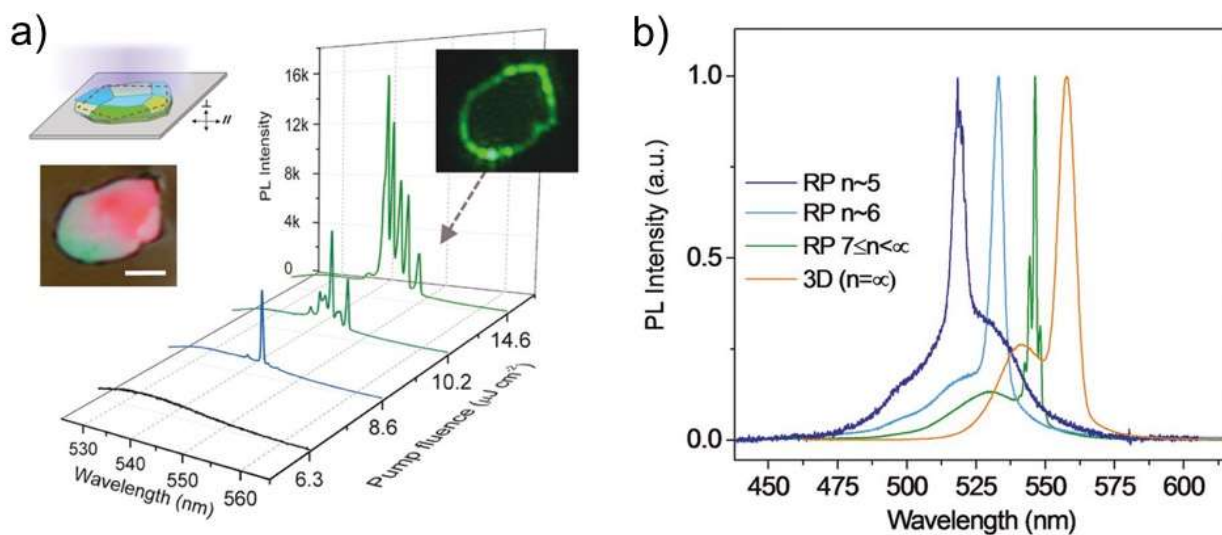 a)
⊥
//
PL Intensity
16k
12k
8k
4k
0
14.6
10.2
8.6
6.3
Pump fluence (μJ cm-2)
530
540
550
560
Wavelength (nm)
b)
PL Intensity (a.u.)
1.0
0.5
0.0
RP n~5
RP n~6
RP 7≤n<∝
3D (n=∝)
450
475
500
525
550
575
600
Wavelength (nm)